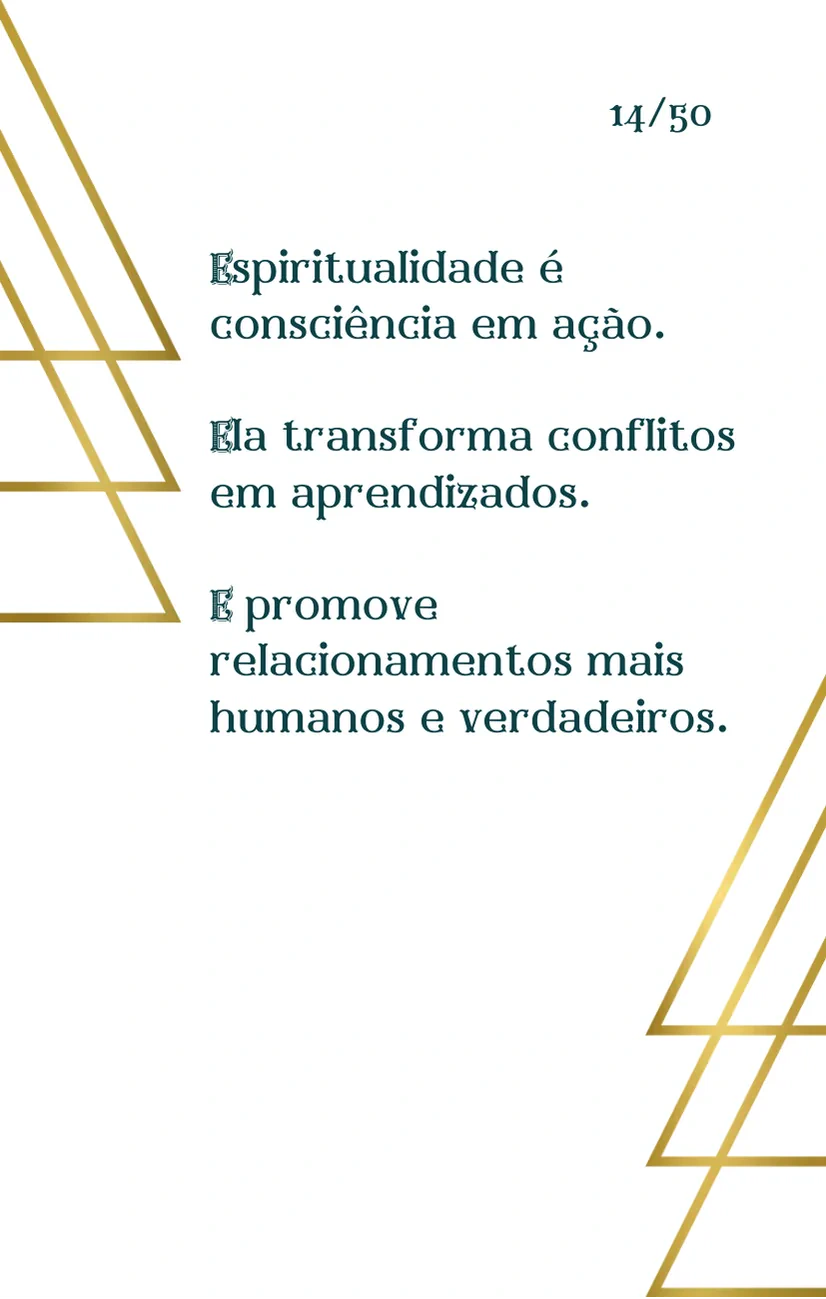 14/50
Espiritualidade é
consciência em ação.
Ela transforma conflitos
em aprendizados.
E promove
relacionamentos mais
humanos e verdadeiros.